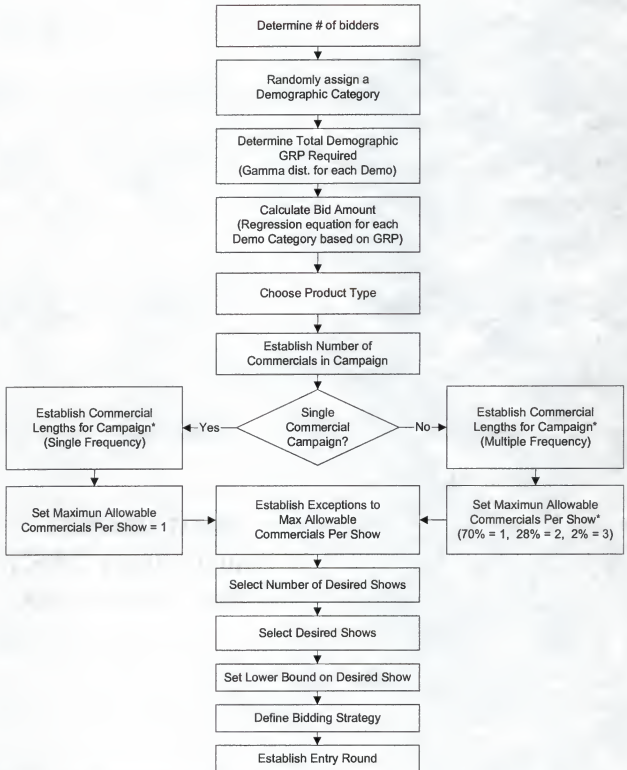 Determine # of bidders
Randomly assign a
Demographic Category
Determine Total Demographic
GRP Required
(Gamma dist. for each Demo)
Calculate Bid Amount
(Regression equation for each
Demo Category based on GRP)
Choose Product Type
Establish Number of
Commercials in Campaign
Single
Commercial
Campaign?
Yes
No
Establish Commercial
Lengths for Campaign*
(Single Frequency)
Establish Commercial
Lengths for Campaign*
(Multiple Frequency)
Set Maximum Allowable
Commercials Per Show = 1
Establish Exceptions to
Max Allowable
Commercials Per Show
Set Maximun Allowable
Commercials Per Show*
(70% = 1, 28% = 2, 2% = 3)
Select Number of Desired Shows
Select Desired Shows
Set Lower Bound on Desired Show
Define Bidding Strategy
Establish Entry Round